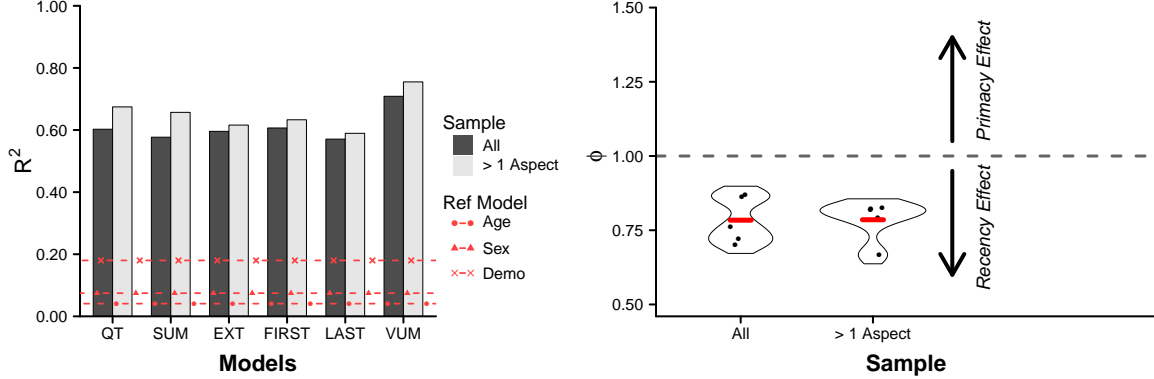 1.00
0.80
0.60
0.40
0.20
0.00
R²
QT SUM EXT FIRST LAST VUM
Models
Sample
All
> 1 Aspect
Ref Model
Age
Sex
Demo
1.50
1.25
1.00
0.75
0.50
ϕ
Primacy Effect
Recency Effect
All > 1 Aspect
Sample